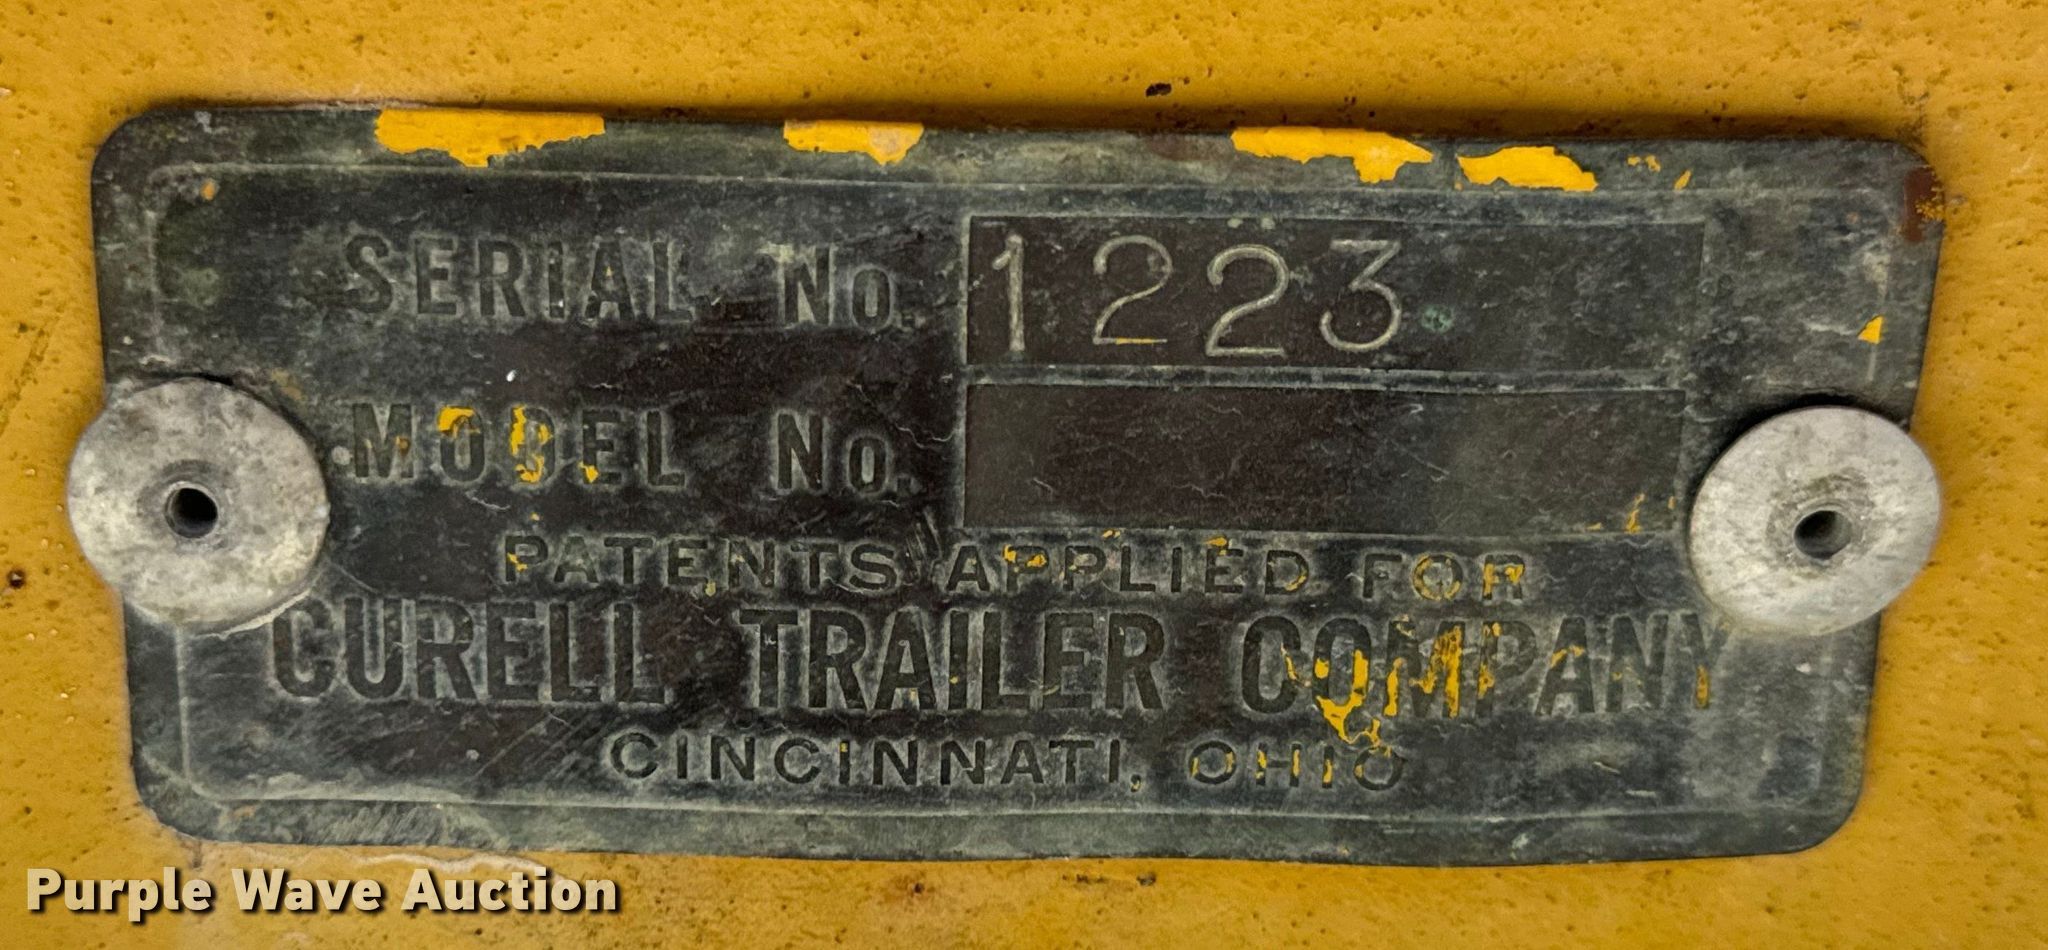 SERIAL No. 1223
MODEL No.
PATENTS APPLIED FOR
CURELL TRAILER COMPANY
CINCINNATI, OHIO
Purple Wave Auction